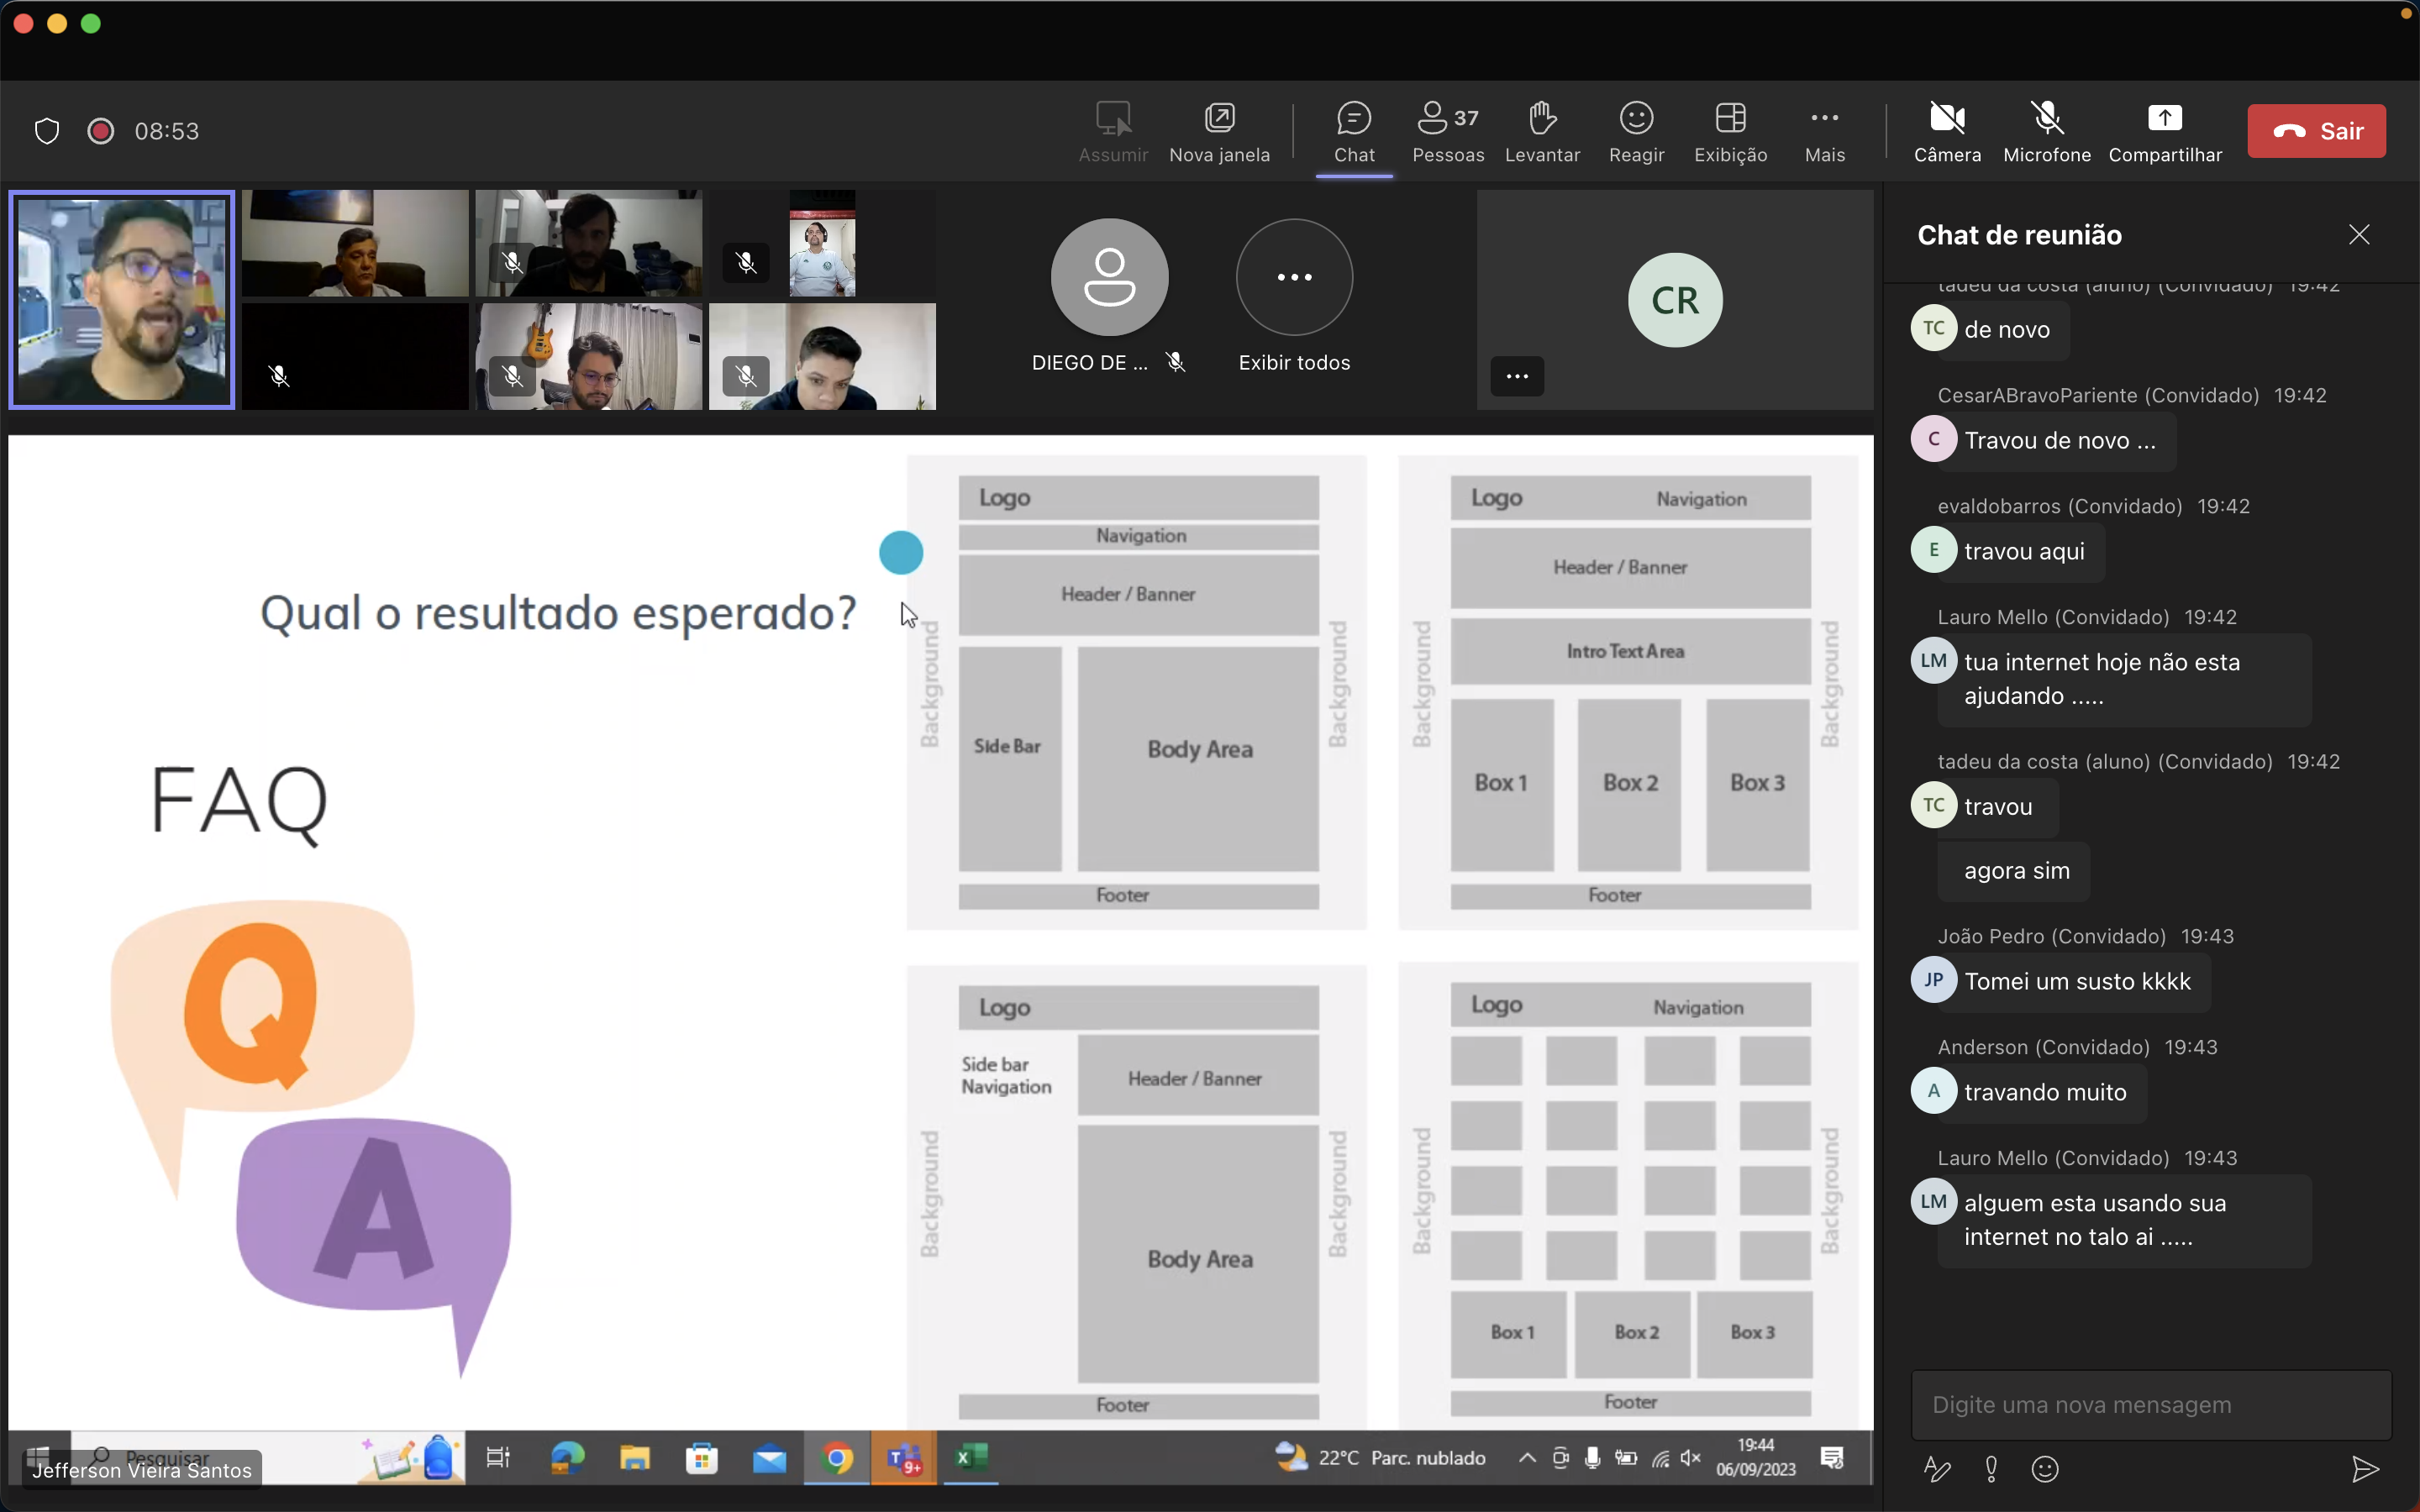 08:53
Assumir
Nova janela
Chat
37
Pessoas
Levantar
Reagir
Exibição
Mais
Câmera
Microfone
Compartilhar
Sair
DIEGO DE ...
Exibir todos
CR
Qual o resultado esperado?
FAQ
Q
A
Logo
Navigation
Header / Banner
Side Bar
Body Area
Footer
Background
Background
Logo
Navigation
Header / Banner
Intro Text Area
Box 1
Box 2
Box 3
Footer
Background
Background
Logo
Side bar
Navigation
Header / Banner
Body Area
Footer
Background
Background
Logo
Navigation
Box 1
Box 2
Box 3
Footer
Background
Background
Pesquisar
Jefferson Vieira Santos
9+
22°C Parc. nublado
19:44
06/09/2023
Chat de reunião
tadeu da costa (aluno) (Convidado) 19:42
TC
de novo
CesarABravoPariente (Convidado) 19:42
C
Travou de novo ...
evaldobarros (Convidado) 19:42
E
travou aqui
Lauro Mello (Convidado) 19:42
LM
tua internet hoje não esta
ajudando .....
tadeu da costa (aluno) (Convidado) 19:42
TC
travou
agora sim
João Pedro (Convidado) 19:43
JP
Tomei um susto kkkk
Anderson (Convidado) 19:43
A
travando muito
Lauro Mello (Convidado) 19:43
LM
alguem esta usando sua
internet no talo ai .....
Digite uma nova mensagem